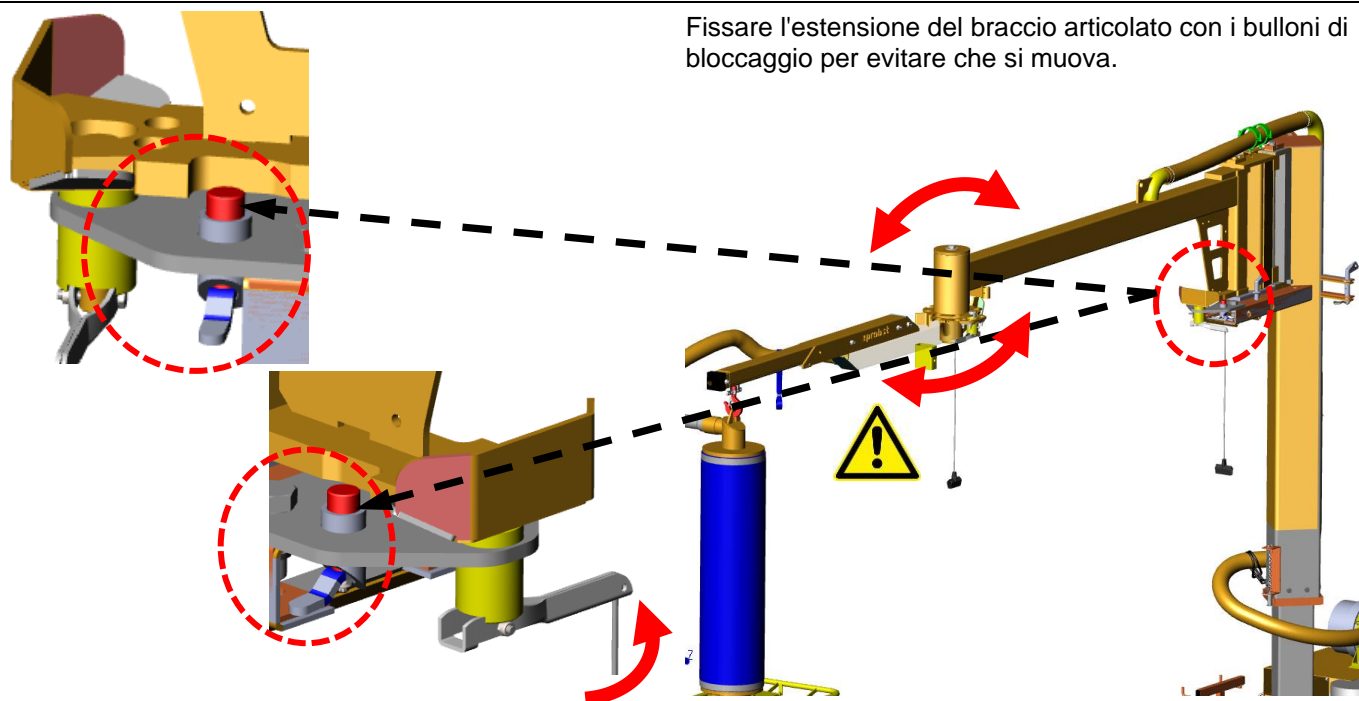 Fissare l'estensione del braccio articolato con i bulloni di
bloccaggio per evitare che si muova.
Z